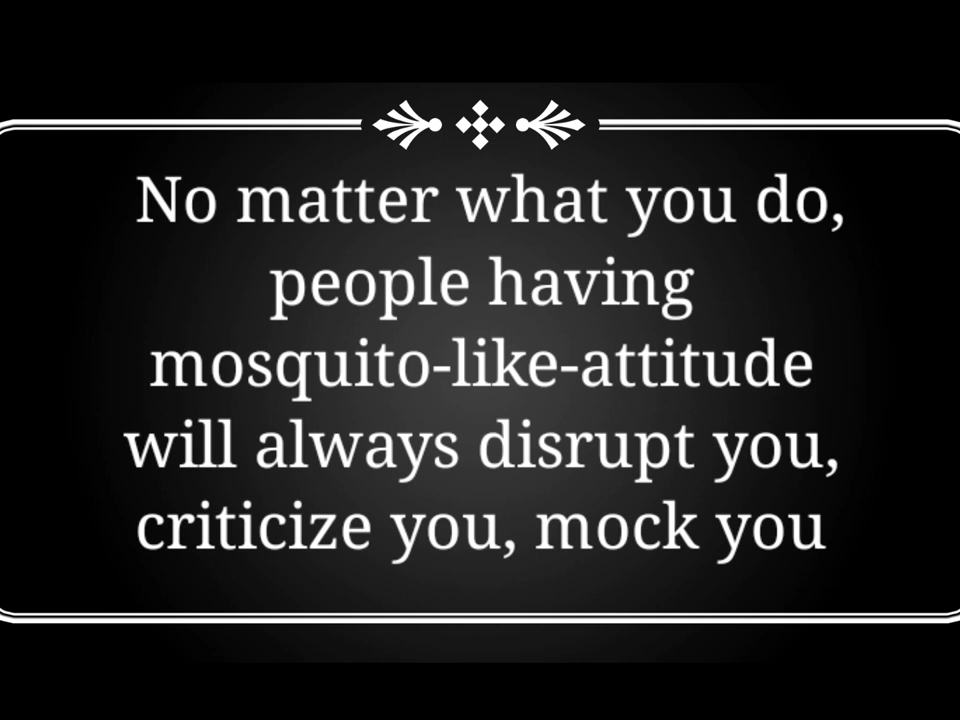 No matter what you do,
people having
mosquito-like-attitude
will always disrupt you,
criticize you, mock you